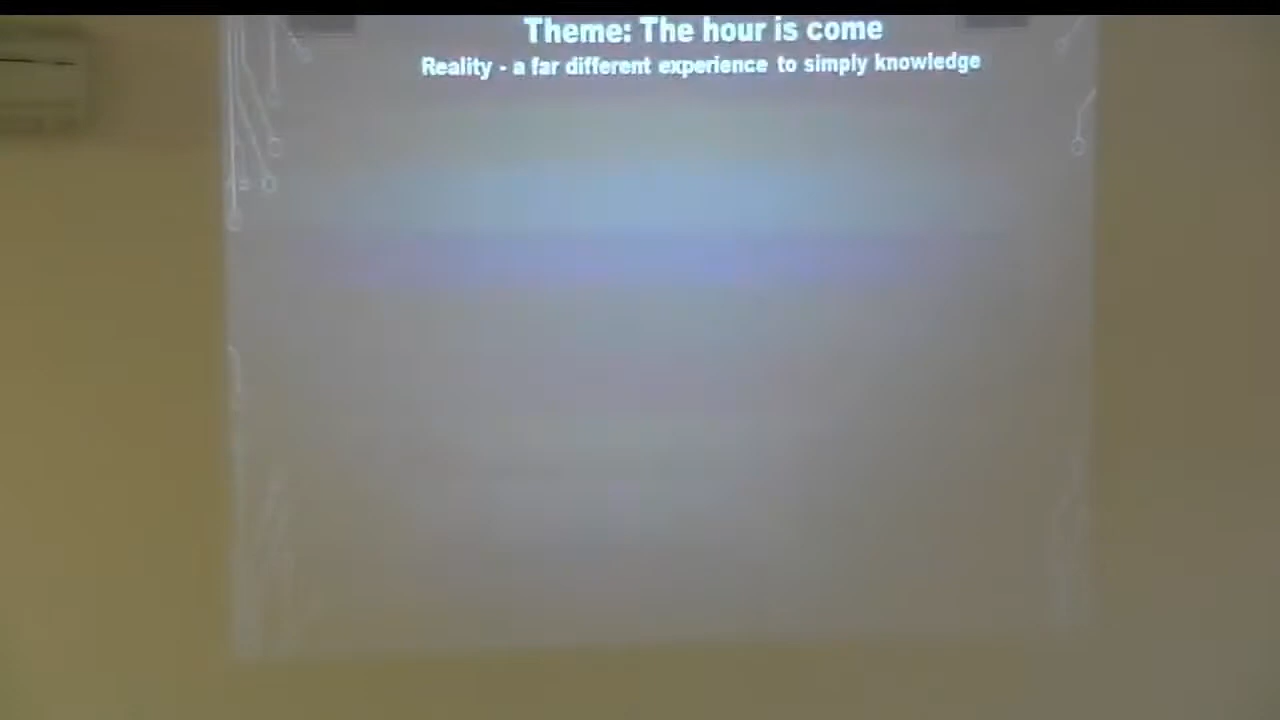 Theme: The hour is come
Reality - a far different experience to simply knowledge